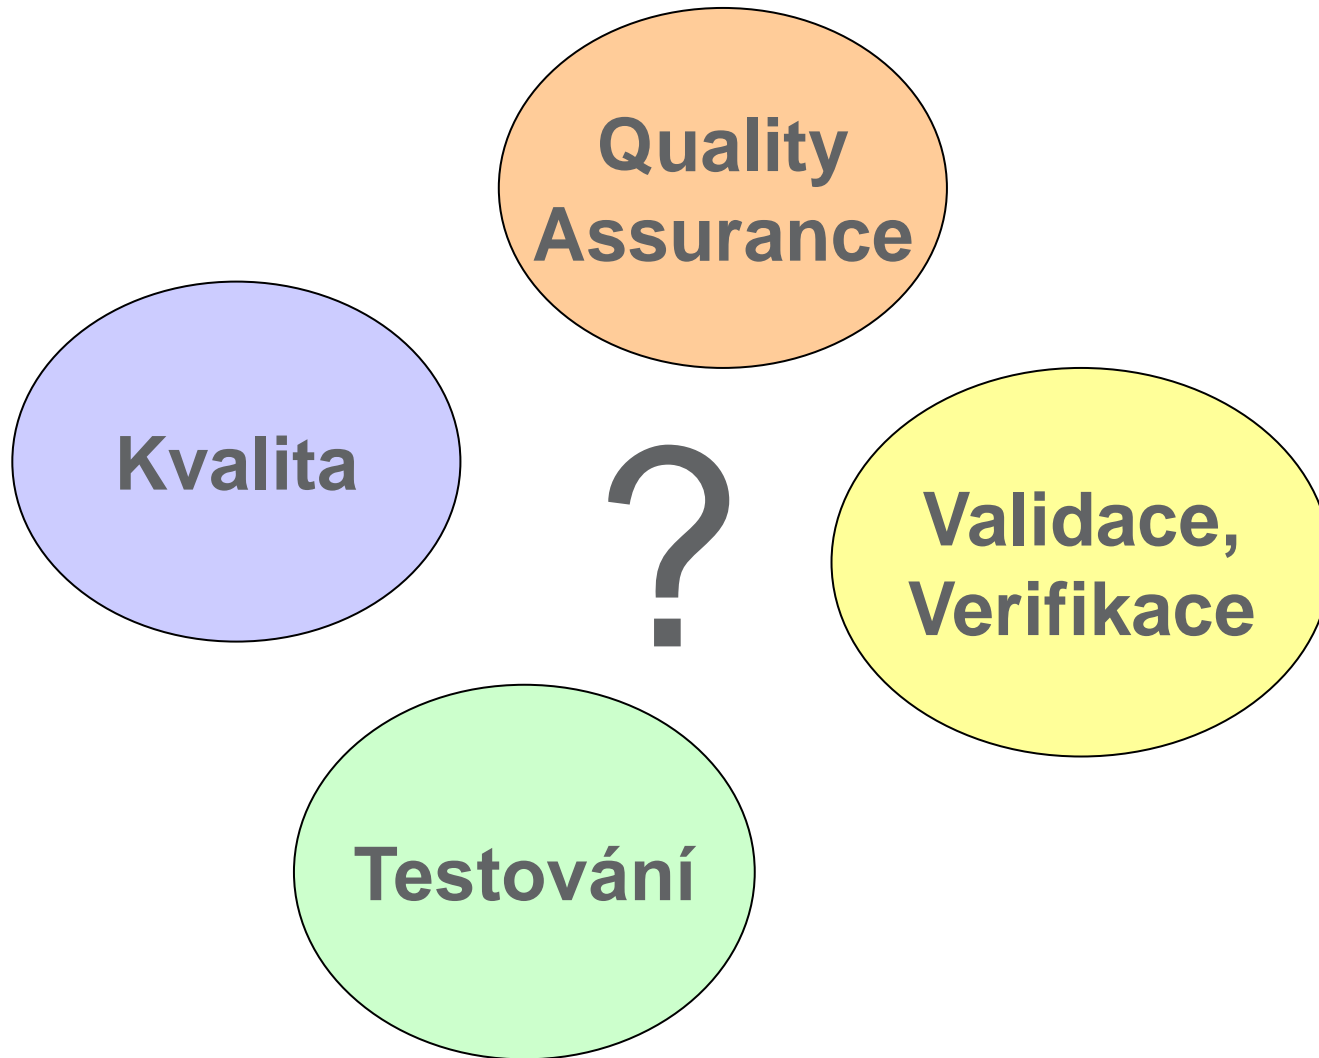 Quality
Assurance
Kvalita
?
Validace,
Verifikace
Testování